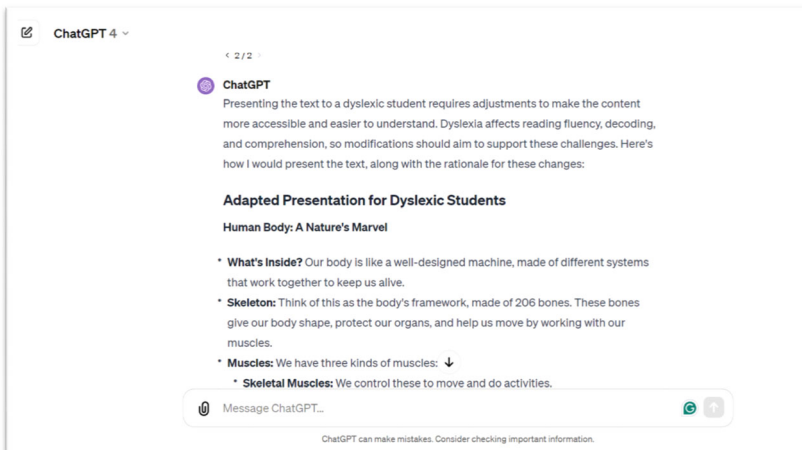 ChatGPT 4
2/2
ChatGPT
Presenting the text to a dyslexic student requires adjustments to make the content
more accessible and easier to understand. Dyslexia affects reading fluency, decoding,
and comprehension, so modifications should aim to support these challenges. Here's
how I would present the text, along with the rationale for these changes:
Adapted Presentation for Dyslexic Students
Human Body: A Nature's Marvel
• What's Inside? Our body is like a well-designed machine, made of different systems
that work together to keep us alive.
• Skeleton: Think of this as the body's framework, made of 206 bones. These bones
give our body shape, protect our organs, and help us move by working with our
muscles.
• Muscles: We have three kinds of muscles:
• Skeletal Muscles: We control these to move and do activities.
Message ChatGPT...
ChatGPT can make mistakes. Consider checking important information.